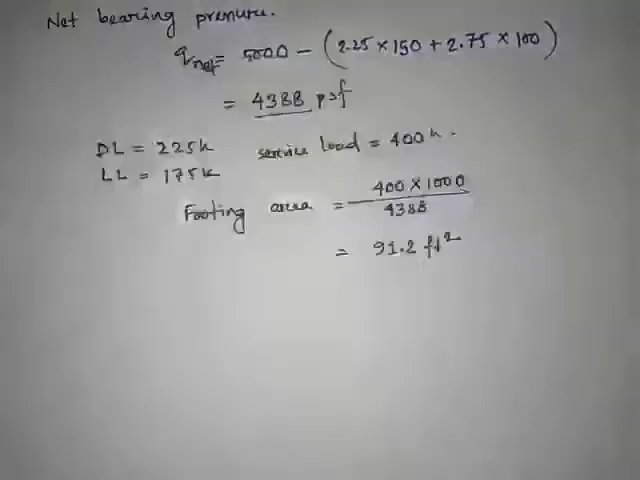 Net bearing pressure.
q net = 5000 - (2.25 × 150 + 2.75 × 100)
= 4388 psf
DL = 225k service load = 400k.
LL = 175k
Footing area = 400 × 1000 / 4388
= 91.2 ft²